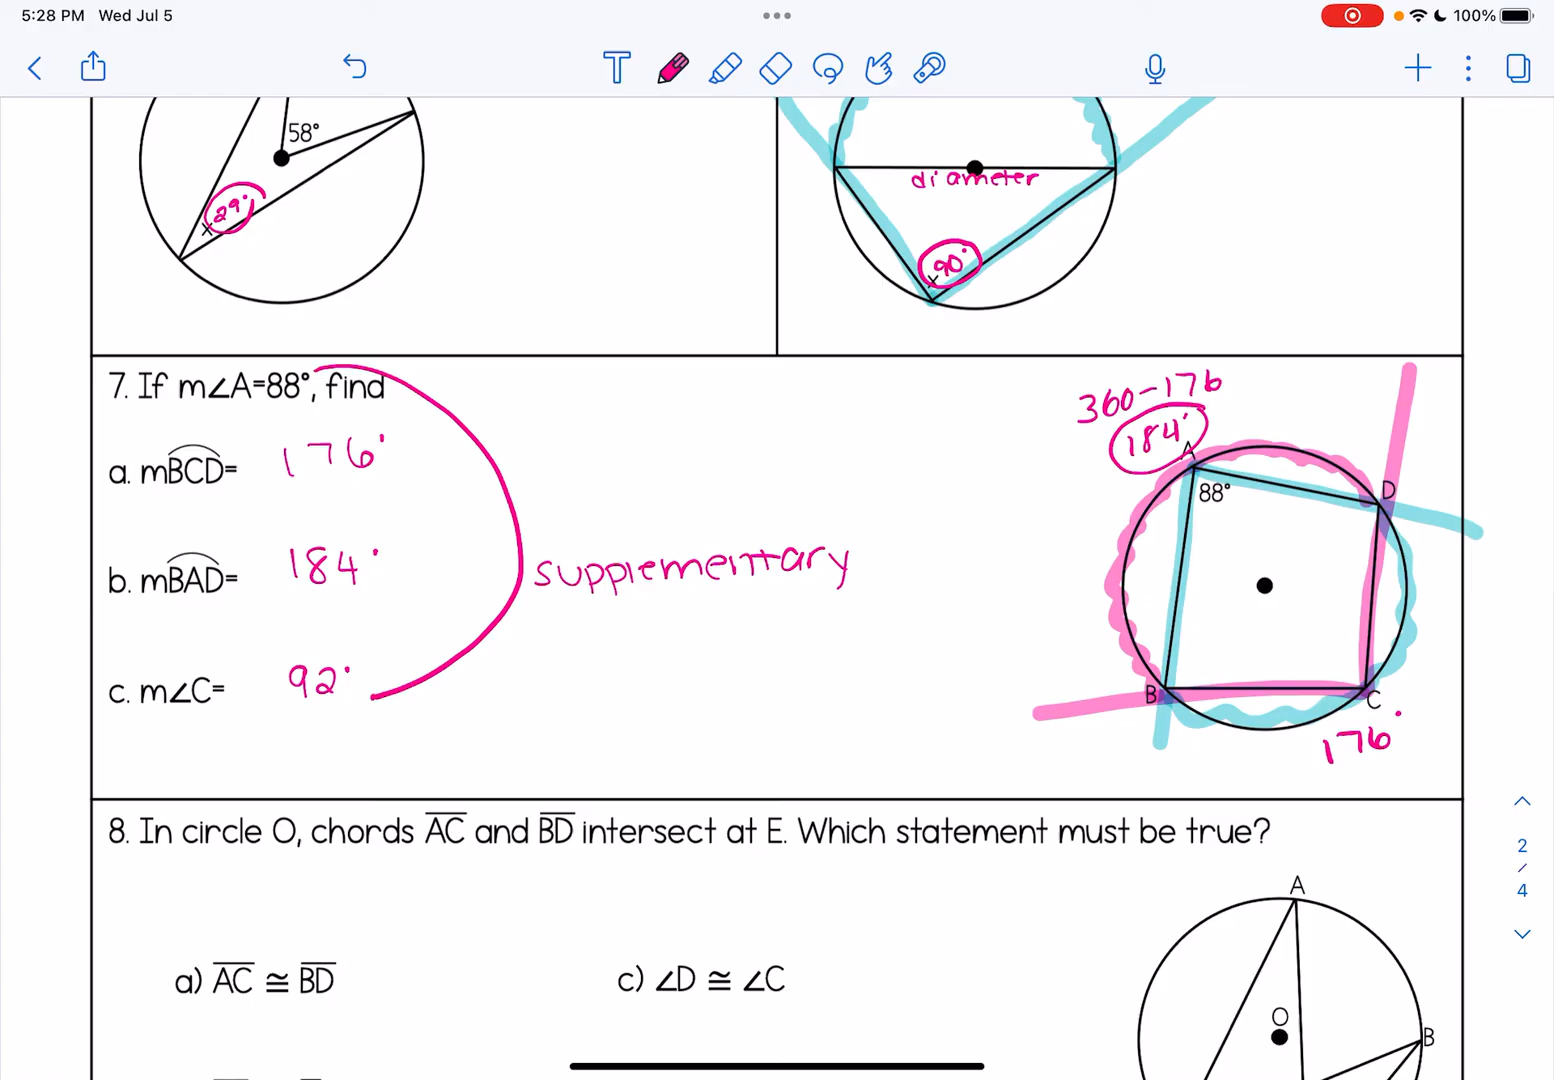 5:28 PM Wed Jul 5
100%
58°
29°
x
diameter
90°
x
7. If m∠A=88°, find
a. mBCD= 176°
b. mBAD= 184°
c. m∠C= 92°
supplementary
360-176
184°
A
88°
D
B
C
176°
8. In circle O, chords AC and BD intersect at E. Which statement must be true?
a) AC ≅ BD
c) ∠D ≅ ∠C
A
O
B
2
/
4